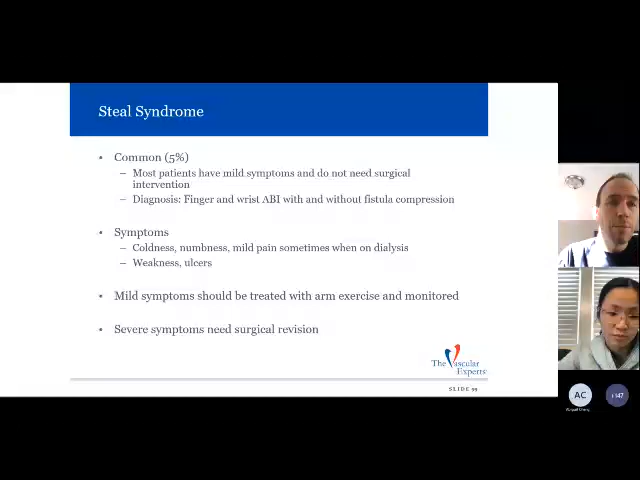 Steal Syndrome
• Common (5%)
– Most patients have mild symptoms and do not need surgical
intervention
– Diagnosis: Finger and wrist ABI with and without fistula compression
• Symptoms
– Coldness, numbness, mild pain sometimes when on dialysis
– Weakness, ulcers
• Mild symptoms should be treated with arm exercise and monitored
• Severe symptoms need surgical revision
The Vascular
Experts
AC
+147